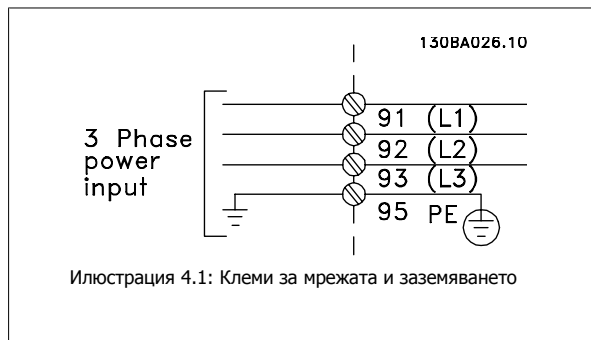 130BA026.10
3 Phase
power
input
91 (L1)
92 (L2)
93 (L3)
95 PE
Илюстрация 4.1: Клеми за мрежата и заземяването